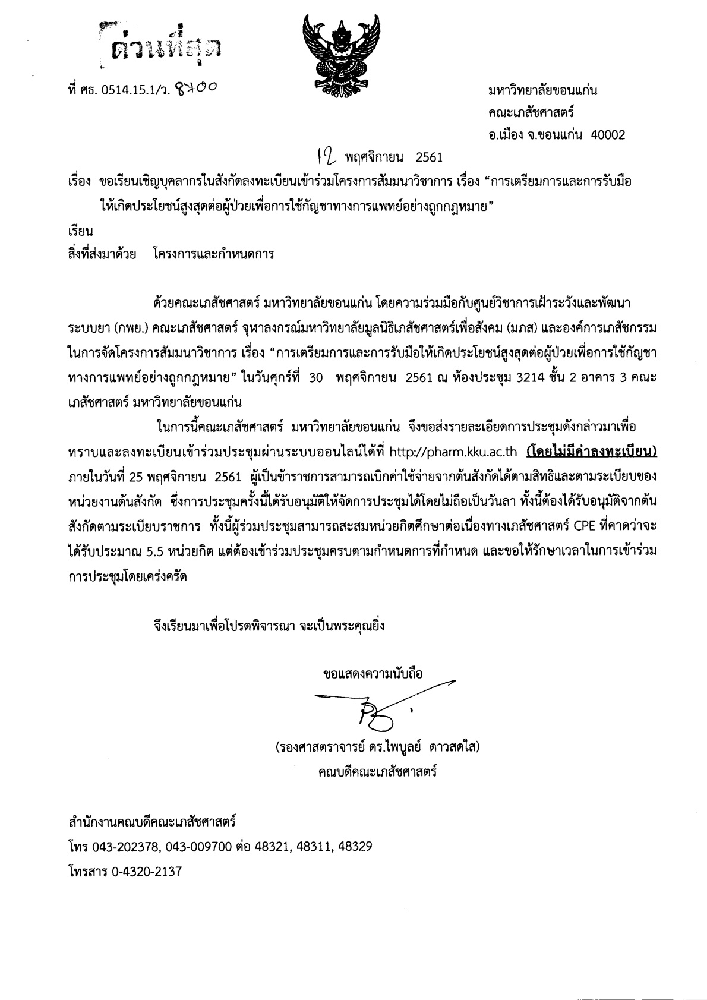 ด่วนที่สุด
ที่ ศธ. 0514.15.1/ว.
มหาวิทยาลัยขอนแก่น
คณะเภสัชศาสตร์
อ.เมือง จ.ขอนแก่น 40002
12 พฤศจิกายน 2561
เรื่อง ขอเรียนเชิญบุคลากรในสังกัดลงทะเบียนเข้าร่วมโครงการสัมมนาวิชาการ เรื่อง “การเตรียมการและการรับมือ
ให้เกิดประโยชน์สูงสุดต่อผู้ป่วยเพื่อการใช้กัญชาทางการแพทย์อย่างถูกกฎหมาย”
เรียน
สิ่งที่ส่งมาด้วย โครงการและกำหนดการ
ด้วยคณะเภสัชศาสตร์ มหาวิทยาลัยขอนแก่น โดยความร่วมมือกับศูนย์วิชาการเฝ้าระวังและพัฒนา
ระบบยา (กพย.) คณะเภสัชศาสตร์ จุฬาลงกรณ์มหาวิทยาลัยมูลนิธิเภสัชศาสตร์เพื่อสังคม (มภส) และองค์การเภสัชกรรม
ในการจัดโครงการสัมมนาวิชาการ เรื่อง “การเตรียมการและการรับมือให้เกิดประโยชน์สูงสุดต่อผู้ป่วยเพื่อการใช้กัญชา
ทางการแพทย์อย่างถูกกฎหมาย” ในวันศุกร์ที่ 30 พฤศจิกายน 2561 ณ ห้องประชุม 3214 ชั้น 2 อาคาร 3 คณะ
เภสัชศาสตร์ มหาวิทยาลัยขอนแก่น
ในการนี้คณะเภสัชศาสตร์ มหาวิทยาลัยขอนแก่น จึงขอส่งรายละเอียดการประชุมดังกล่าวมาเพื่อ
ทราบและลงทะเบียนเข้าร่วมประชุมผ่านระบบออนไลน์ได้ที่ http://pharm.kku.ac.th (โดยไม่มีค่าลงทะเบียน)
ภายในวันที่ 25 พฤศจิกายน 2561 ผู้เป็นข้าราชการสามารถเบิกค่าใช้จ่ายจากต้นสังกัดได้ตามสิทธิและตามระเบียบของ
หน่วยงานต้นสังกัด ซึ่งการประชุมครั้งนี้ได้รับอนุมัติให้จัดการประชุมได้โดยไม่ถือเป็นวันลา ทั้งนี้ต้องได้รับอนุมัติจากต้น
สังกัดตามระเบียบราชการ ทั้งนี้ผู้ร่วมประชุมสามารถสะสมหน่วยกิตศึกษาต่อเนื่องทางเภสัชศาสตร์ CPE ที่คาดว่าจะ
ได้รับประมาณ 5.5 หน่วยกิต แต่ต้องเข้าร่วมประชุมครบตามกำหนดการที่กำหนด และขอให้รักษาเวลาในการเข้าร่วม
การประชุมโดยเคร่งครัด
จึงเรียนมาเพื่อโปรดพิจารณา จะเป็นพระคุณยิ่ง
ขอแสดงความนับถือ
(รองศาสตราจารย์ ดร.ไพบูลย์ ดาวสดใส)
คณบดีคณะเภสัชศาสตร์
สำนักงานคณบดีคณะเภสัชศาสตร์
โทร 043-202378, 043-009700 ต่อ 48321, 48311, 48329
โทรสาร 0-4320-2137